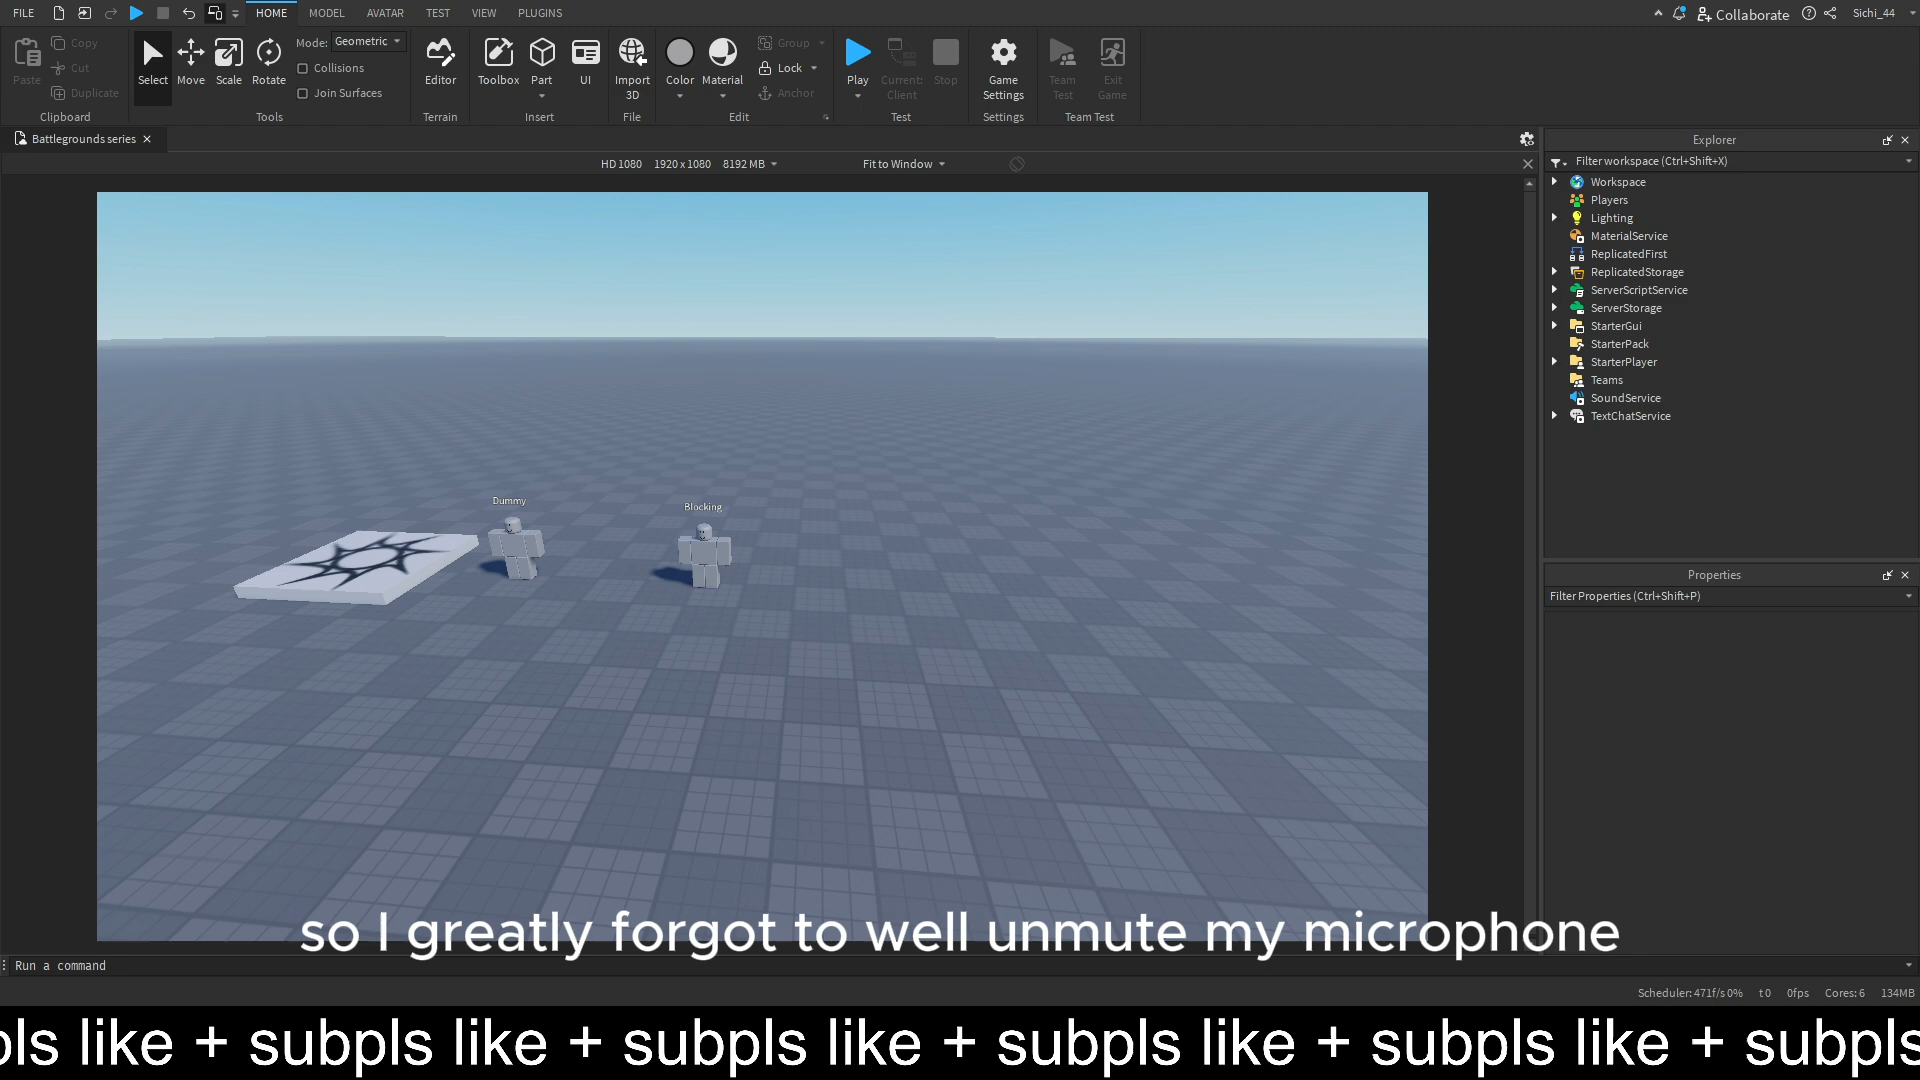 FILE HOME MODEL AVATAR TEST VIEW PLUGINS Collaborate Sichi_44
Paste Copy Cut Duplicate Clipboard
Select Move Scale Rotate Mode: Geometric Collisions Join Surfaces Tools
Editor Terrain
Toolbox Part UI Insert
Import 3D File
Color Material Group Lock Anchor Edit
Play Current: Client Stop Test
Game Settings Settings
Team Test Exit Game Team Test
Battlegrounds series
HD 1080 1920 x 1080 8192 MB Fit to Window
Dummy
Blocking
Explorer
Filter workspace (Ctrl+Shift+X)
Workspace
Players
Lighting
MaterialService
ReplicatedFirst
ReplicatedStorage
ServerScriptService
ServerStorage
StarterGui
StarterPack
StarterPlayer
Teams
SoundService
TextChatService
Properties
Filter Properties (Ctrl+Shift+P)
so I greatly forgot to well unmute my microphone
Run a command
Scheduler: 471f/s 0% t 0 0fps Cores: 6 134MB
pls like + subpls like + subpls like + subpls like + subpls like + subpls